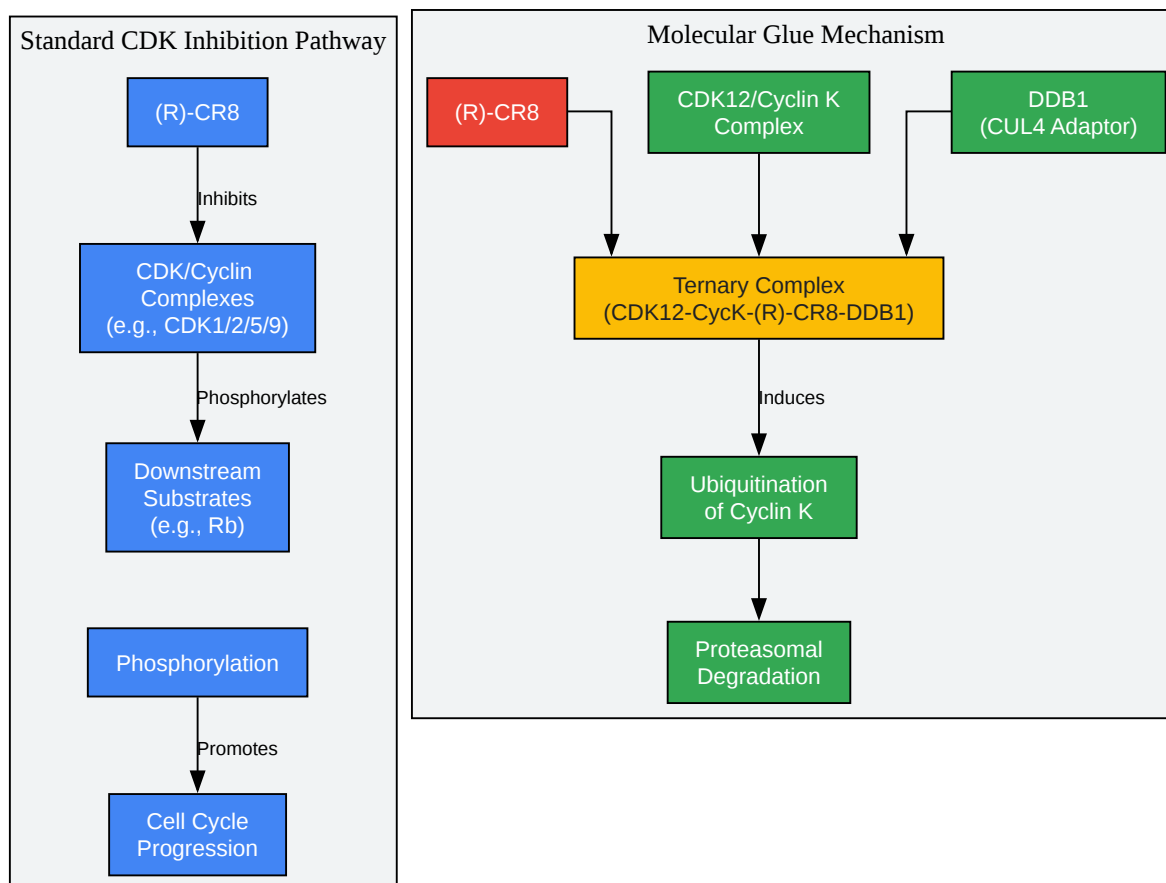 Standard CDK Inhibition Pathway
(R)-CR8
Inhibits
CDK/Cyclin
Complexes
(e.g., CDK1/2/5/9)
Phosphorylates
Downstream
Substrates
(e.g., Rb)
Phosphorylation
Promotes
Cell Cycle
Progression
Molecular Glue Mechanism
(R)-CR8
CDK12/Cyclin K
Complex
DDB1
(CUL4 Adaptor)
Ternary Complex
(CDK12-CycK-(R)-CR8-DDB1)
Induces
Ubiquitination
of Cyclin K
Proteasomal
Degradation